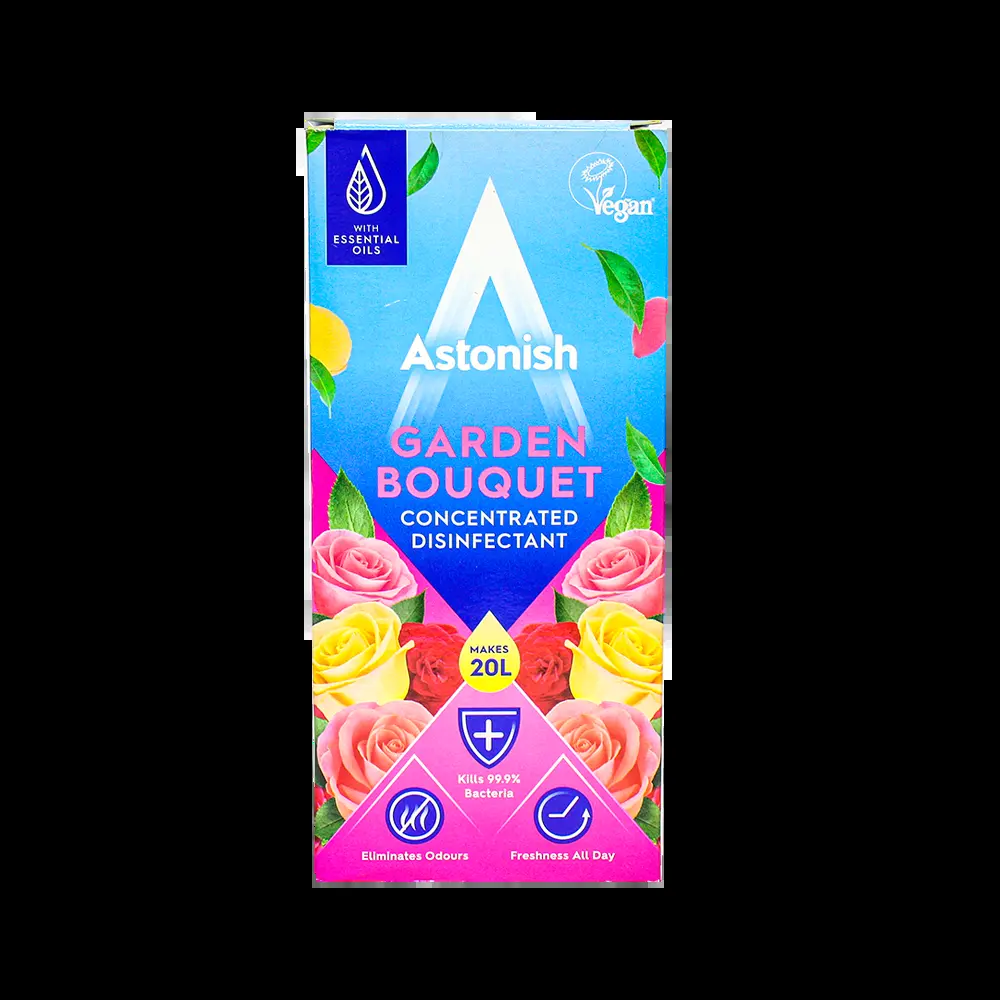 WITH
ESSENTIAL
OILS
Vegan
Astonish
GARDEN
BOUQUET
CONCENTRATED
DISINFECTANT
MAKES
20L
Kills 99.9%
Bacteria
Eliminates Odours
Freshness All Day